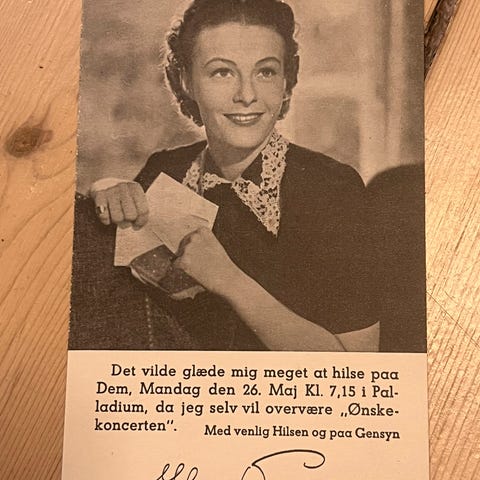 Det vilde glæde mig meget at hilse paa
Dem, Mandag den 26. Maj Kl. 7,15 i Pal-
ladium, da jeg selv vil overvære „Ønske-
koncerten”.
Med venlig Hilsen og paa Gensyn